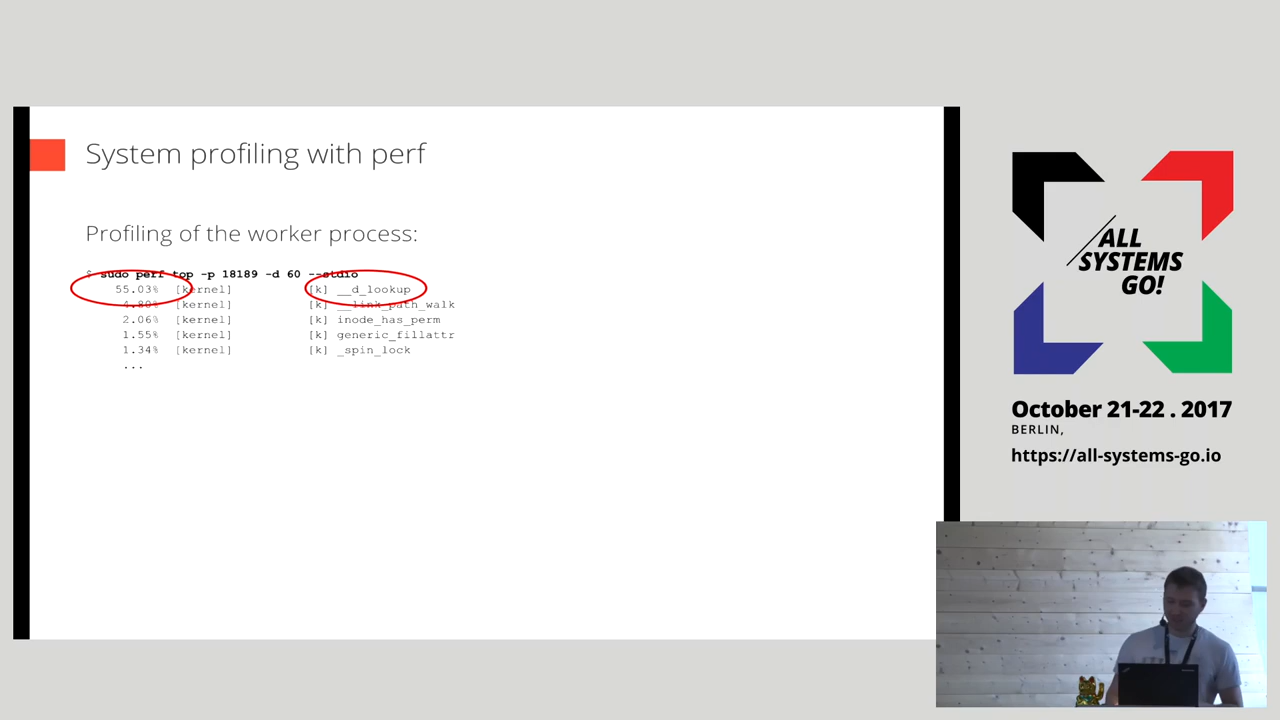 System profiling with perf
Profiling of the worker process:
$ sudo perf top -p 18189 -d 60 --stdio
55.03% [kernel] [k] __d_lookup
4.80% [kernel] [k] __link_path_walk
2.06% [kernel] [k] inode_has_perm
1.55% [kernel] [k] generic_fillattr
1.34% [kernel] [k] _spin_lock
...
ALL
SYSTEMS
GO!
October 21-22 . 2017
BERLIN,
https://all-systems-go.io